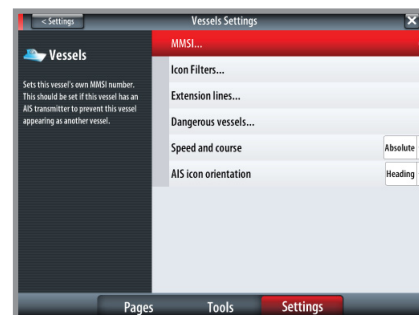 < Settings
Vessels Settings
X
Vessels
Sets this vessel's own MMSI number.
This should be set if this vessel has an
AIS transmitter to prevent this vessel
appearing as another vessel.
MMSI...
Icon Filters...
Extension lines...
Dangerous vessels...
Speed and course
Absolute
AIS icon orientation
Heading
Pages
Tools
Settings